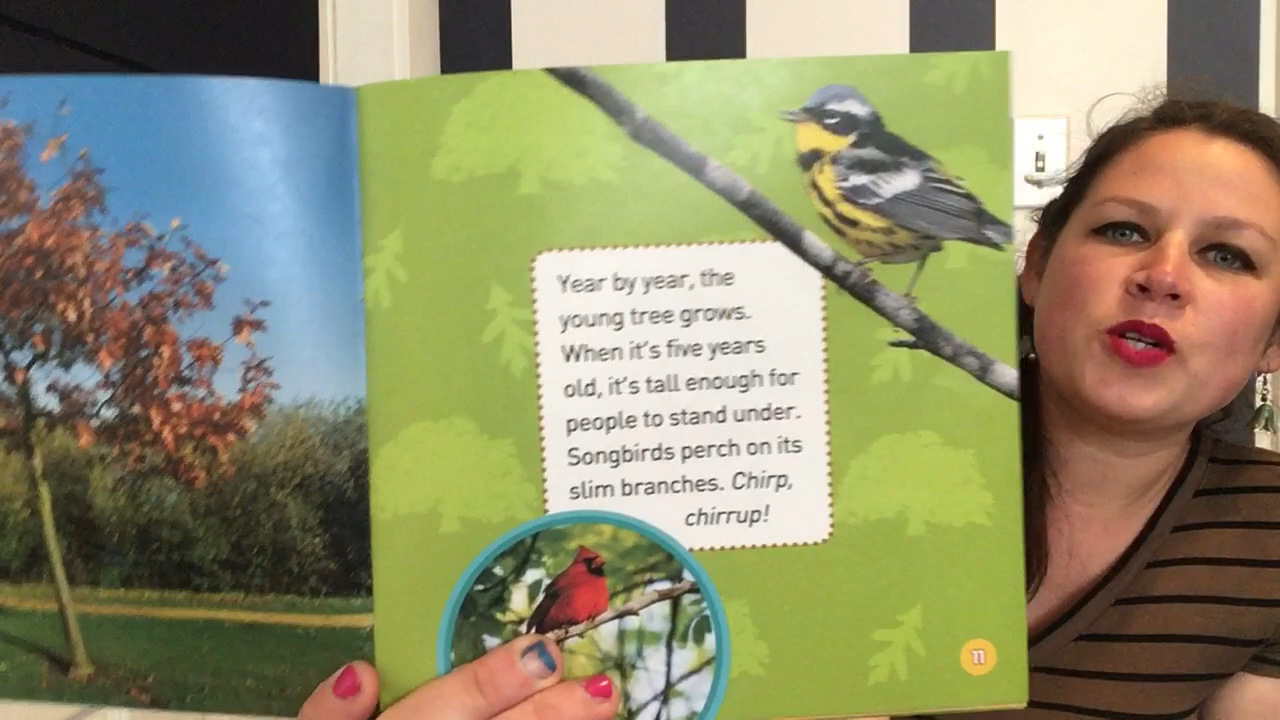 Year by year, the
young tree grows.
When it's five years
old, it's tall enough for
people to stand under.
Songbirds perch on its
slim branches. Chirp,
chirrup!
11